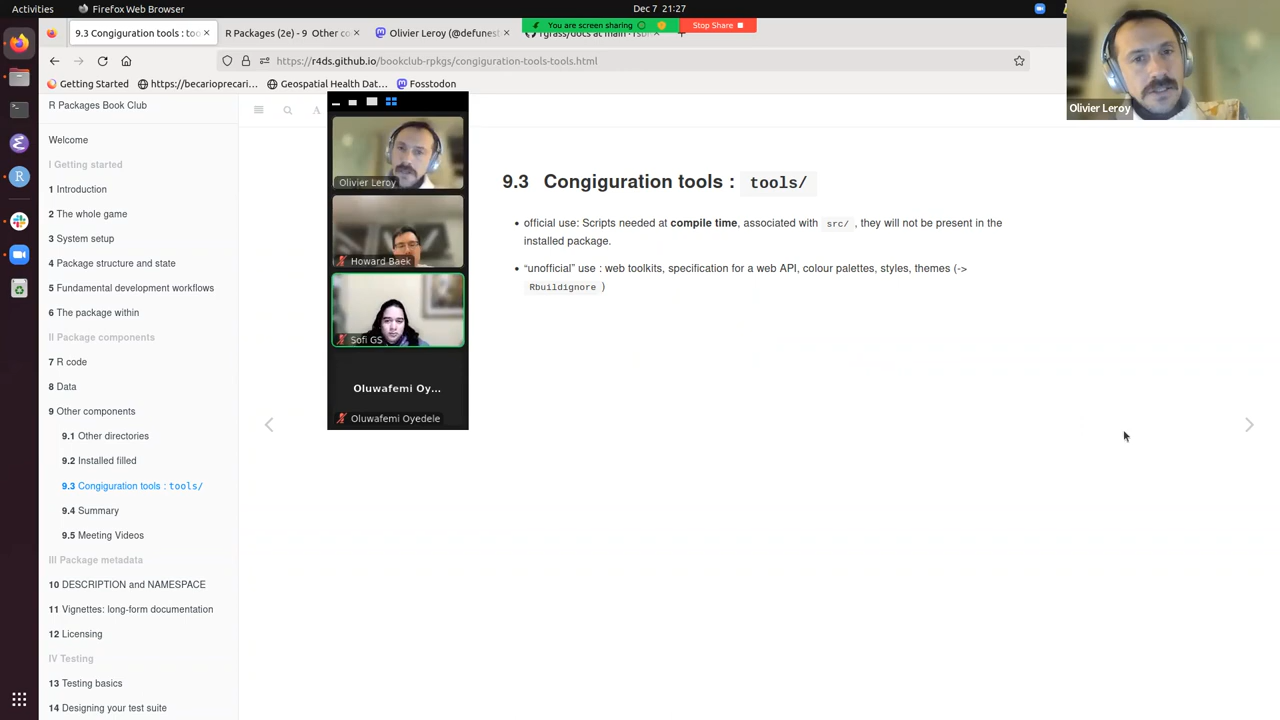 Activities
Firefox Web Browser
Dec 7 21:27
You are screen sharing
Stop Share
9.3 Congiguration tools : too
R Packages (2e) - 9 Other co
Olivier Leroy (@defunest
rgrass/docs at main · rsb
https://r4ds.github.io/bookclub-rpkgs/congiguration-tools-tools.html
Getting Started
https://becarioprecari...
Geospatial Health Dat...
Fosstodon
Olivier Leroy
R Packages Book Club
A
Welcome
I Getting started
1 Introduction
2 The whole game
3 System setup
4 Package structure and state
5 Fundamental development workflows
6 The package within
II Package components
7 R code
8 Data
9 Other components
9.1 Other directories
9.2 Installed filled
9.3 Congiguration tools : tools/
9.4 Summary
9.5 Meeting Videos
III Package metadata
10 DESCRIPTION and NAMESPACE
11 Vignettes: long-form documentation
12 Licensing
IV Testing
13 Testing basics
14 Designing your test suite
Olivier Leroy
Howard Baek
Sofi GS
Oluwafemi Oy...
Oluwafemi Oyedele
9.3 Congiguration tools : tools/
• official use: Scripts needed at compile time, associated with src/ , they will not be present in the
installed package.
• “unofficial” use : web toolkits, specification for a web API, colour palettes, styles, themes (->
Rbuildignore )